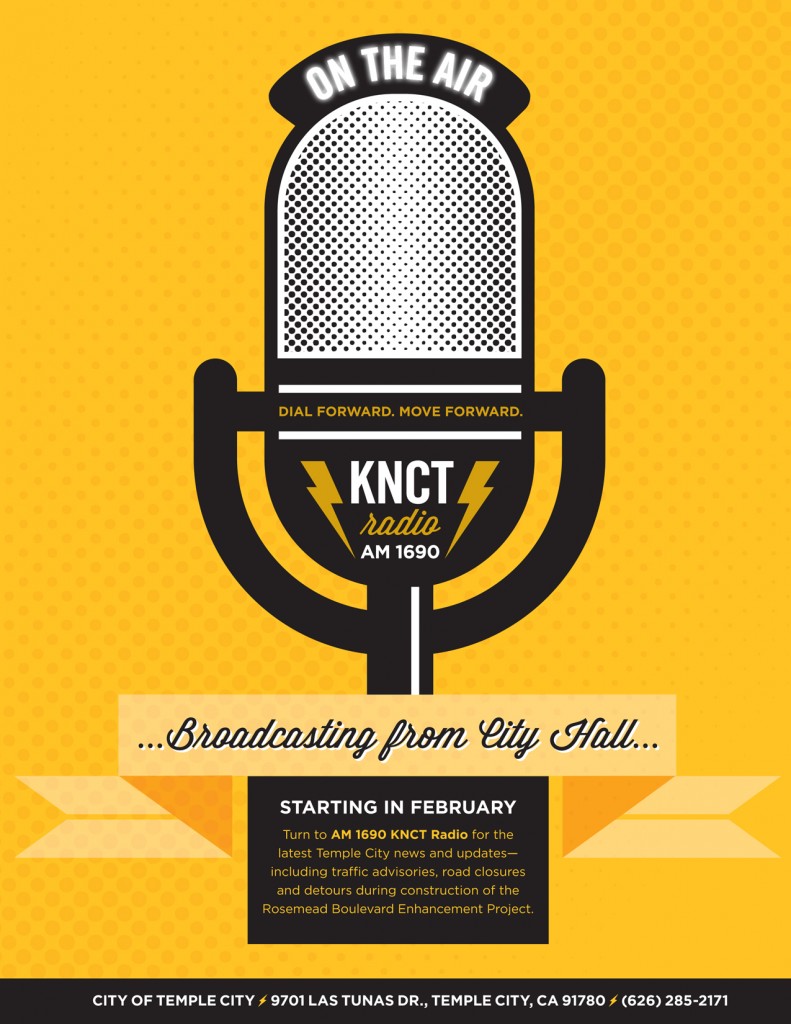 ON THE AIR
DIAL FORWARD. MOVE FORWARD.
KNCT
radio
AM 1690
...Broadcasting from City Hall...
STARTING IN FEBRUARY
Turn to AM 1690 KNCT Radio for the
latest Temple City news and updates—
including traffic advisories, road closures
and detours during construction of the
Rosemead Boulevard Enhancement Project.
CITY OF TEMPLE CITY ⚡ 9701 LAS TUNAS DR., TEMPLE CITY, CA 91780 ⚡ (626) 285-2171